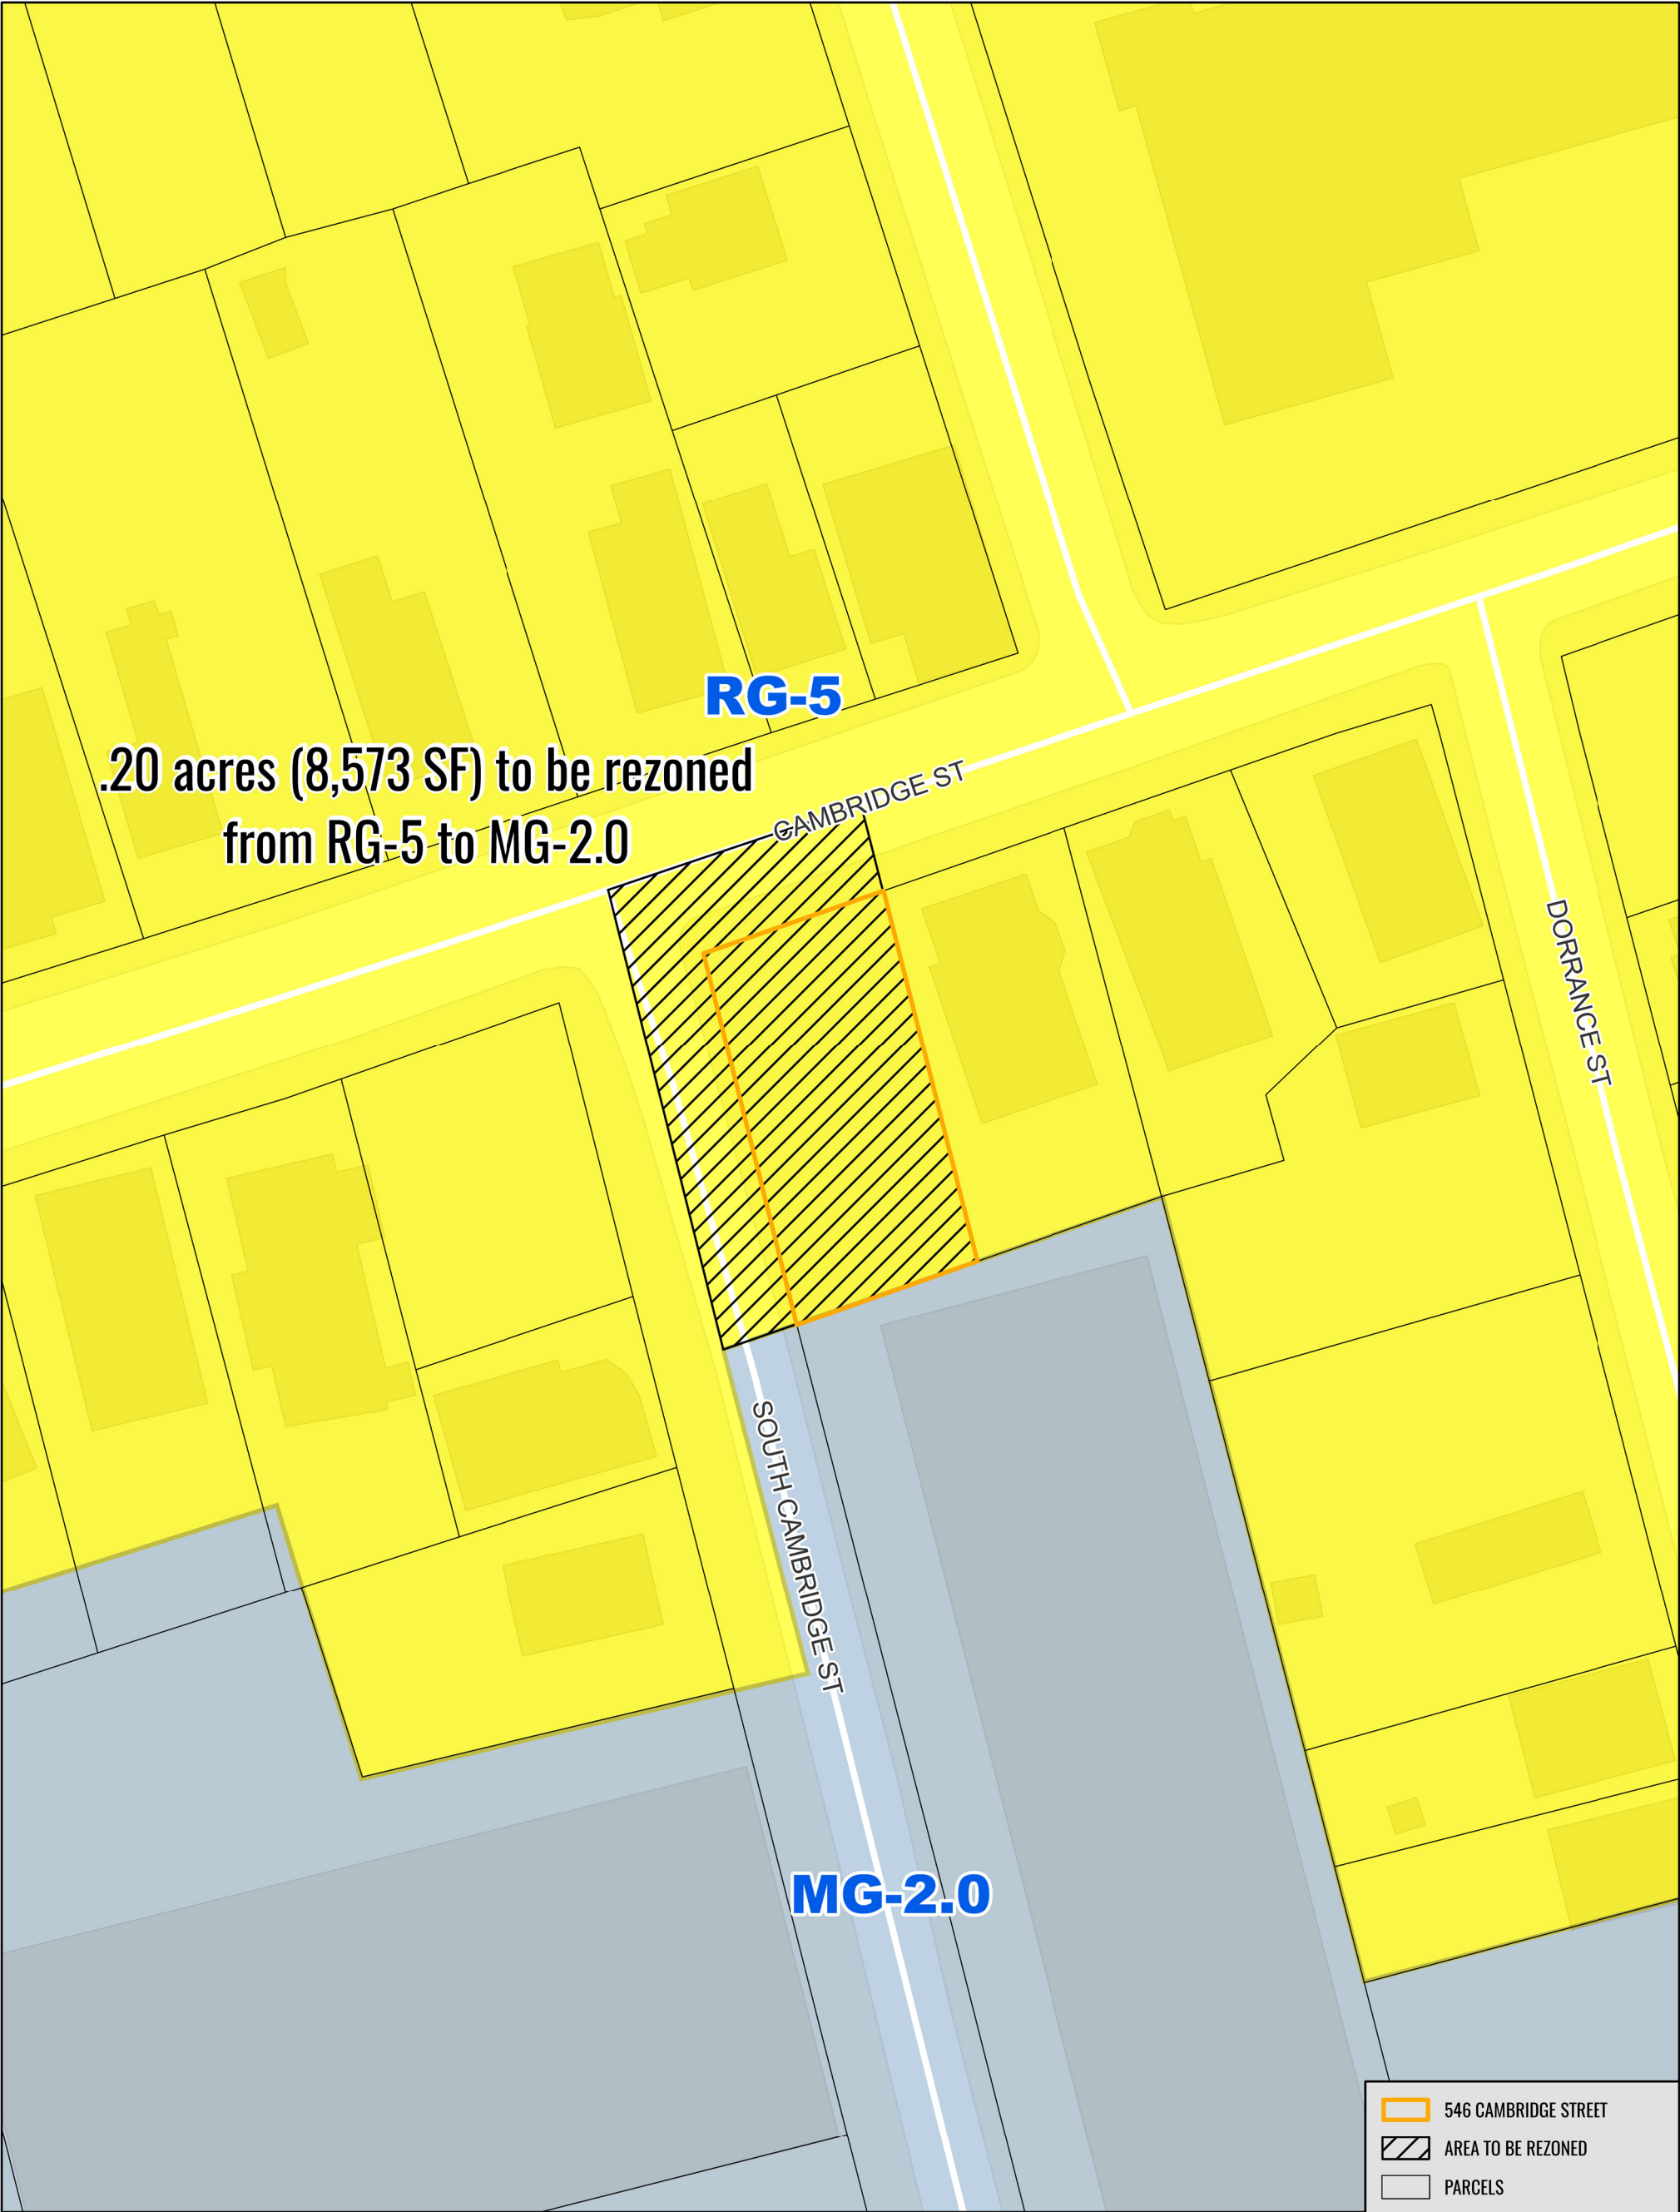 RG-5
.20 acres (8,573 SF) to be rezoned
from RG-5 to MG-2.0
CAMBRIDGE ST
DORRANCE ST
SOUTH CAMBRIDGE ST
MG-2.0
546 CAMBRIDGE STREET
AREA TO BE REZONED
PARCELS